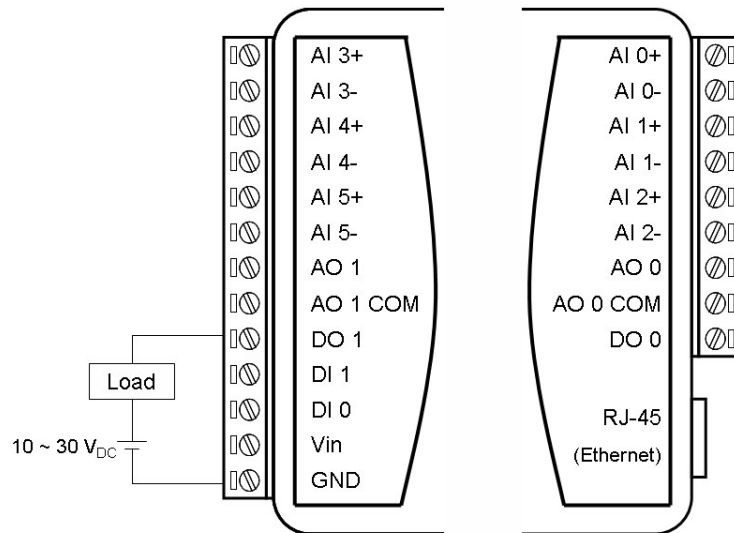 AI 3+
AI 3-
AI 4+
AI 4-
AI 5+
AI 5-
AO 1
AO 1 COM
DO 1
DI 1
DI 0
Vin
GND
Load
10 ~ 30 VDC
AI 0+
AI 0-
AI 1+
AI 1-
AI 2+
AI 2-
AO 0
AO 0 COM
DO 0
RJ-45
(Ethernet)